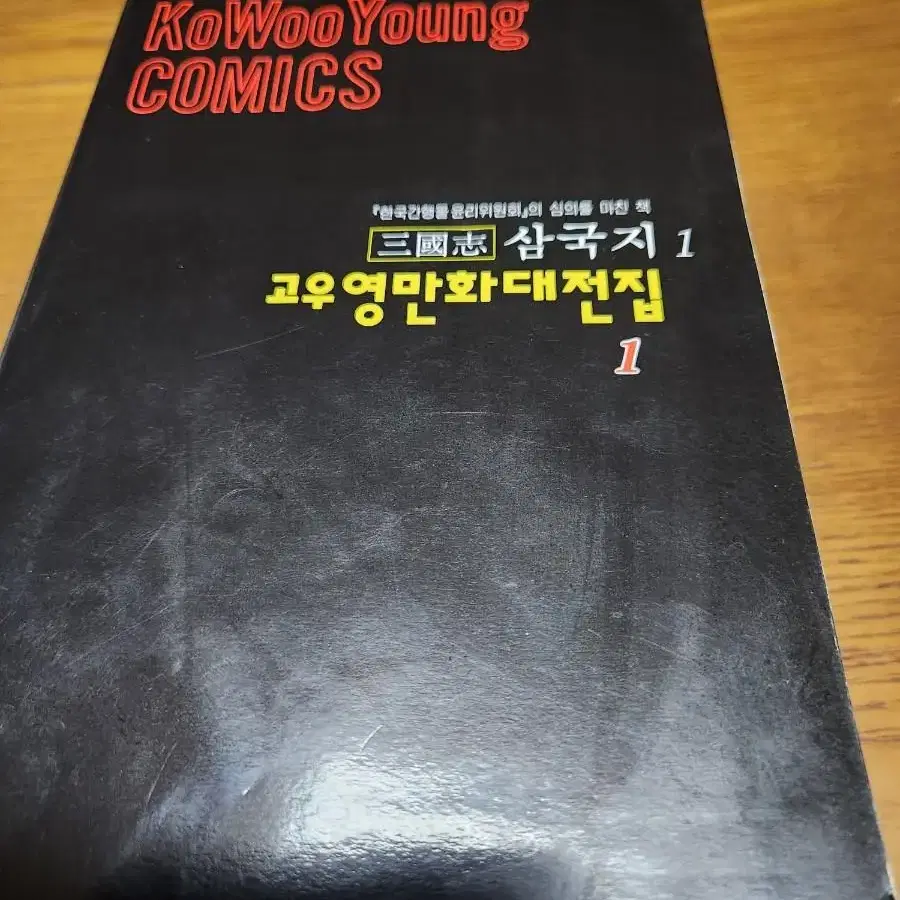 KoWooYoung
COMICS
『한국간행물윤리위원회』의 심의를 마친 책
三國志 삼국지 1
고우영만화대전집
1